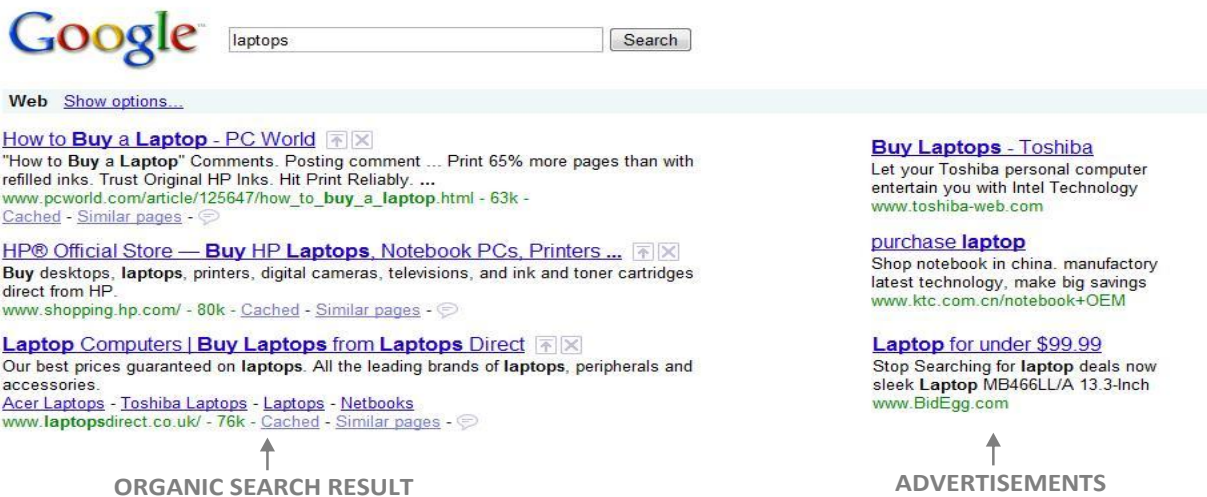 Google™
laptops
Search
Web Show options...
How to Buy a Laptop - PC World
"How to Buy a Laptop" Comments. Posting comment ... Print 65% more pages than with
refilled inks. Trust Original HP Inks. Hit Print Reliably. ...
www.pcworld.com/article/125647/how_to_buy_a_laptop.html - 63k -
Cached - Similar pages -
HP® Official Store — Buy HP Laptops, Notebook PCs, Printers ...
Buy desktops, laptops, printers, digital cameras, televisions, and ink and toner cartridges
direct from HP.
www.shopping.hp.com/ - 80k - Cached - Similar pages -
Laptop Computers | Buy Laptops from Laptops Direct
Our best prices guaranteed on laptops. All the leading brands of laptops, peripherals and
accessories.
Acer Laptops - Toshiba Laptops - Laptops - Netbooks
www.laptopsdirect.co.uk/ - 76k - Cached - Similar pages -
ORGANIC SEARCH RESULT
Buy Laptops - Toshiba
Let your Toshiba personal computer
entertain you with Intel Technology
www.toshiba-web.com
purchase laptop
Shop notebook in china. manufactory
latest technology, make big savings
www.ktc.com.cn/notebook+OEM
Laptop for under $99.99
Stop Searching for laptop deals now
sleek Laptop MB466LL/A 13.3-Inch
www.BidEgg.com
ADVERTISEMENTS